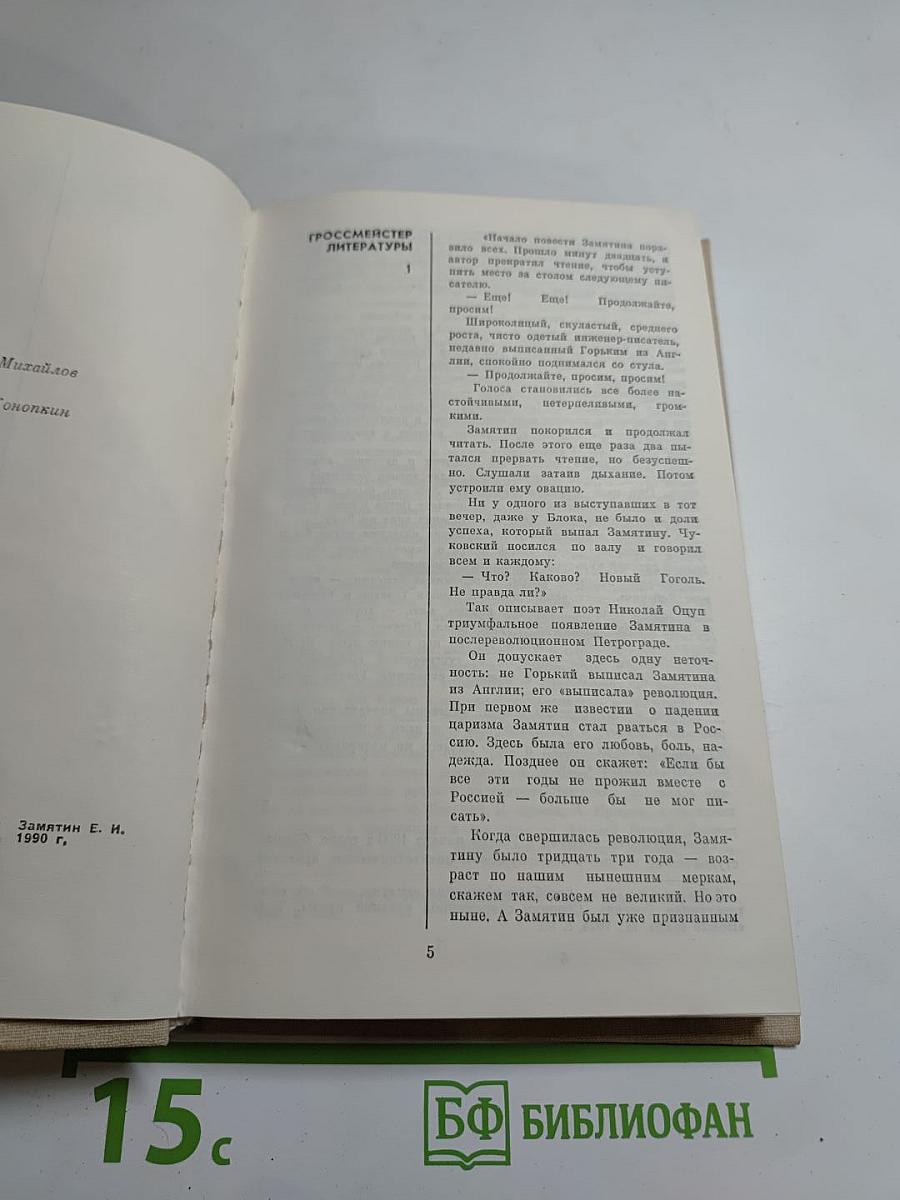 Михайлов
Конопкин
Замятин Е. И.
1990 г,
ГРОССМЕЙСТЕР
ЛИТЕРАТУРЫ
1
«Начало повести Замятина пора-
вило всех. Прошло минут двадцать, и
автор прекратил чтение, чтобы усту-
пить место за столом следующему пи-
сателю.
— Еще! Еще! Продолжайте,
просим!
Широколицый, скуластый, среднего
роста, чисто одетый инженер-писатель,
недавно выписанный Горьким из Анг-
лии, спокойно поднимался со стула.
— Продолжайте, просим, просим!
Голоса становились все более на-
стойчивыми, нетерпеливыми, гром-
кими.
Замятин покорился и продолжал
читать. После этого еще раза два пы-
тался прервать чтение, но безуспеш-
но. Слушали затаив дыхание. Потом
устроили ему овацию.
Ни у одного из выступавших в тот
вечер, даже у Блока, не было и доли
успеха, который выпал Замятину. Чу-
ковский носился по залу и говорил
всем и каждому:
— Что? Каково? Новый Гоголь.
Не правда ли?»
Так описывает поэт Николай Оцуп
триумфальное появление Замятина в
послереволюционном Петрограде.
Он допускает здесь одну неточ-
ность: не Горький выписал Замятина
из Англии; его «выписала» революция.
При первом же известии о падении
царизма Замятин стал рваться в Рос-
сию. Здесь была его любовь, боль, на-
дежда. Позднее он скажет: «Если бы
все эти годы не прожил вместе с
Россией — больше бы не мог пи-
сать».
Когда свершилась революция, Замя-
тину было тридцать три года — воз-
раст по нашим нынешним меркам,
скажем так, совсем не великий. Но это
ныне. А Замятин был уже признанным
5
15 с
БФ БИБЛИОФАН